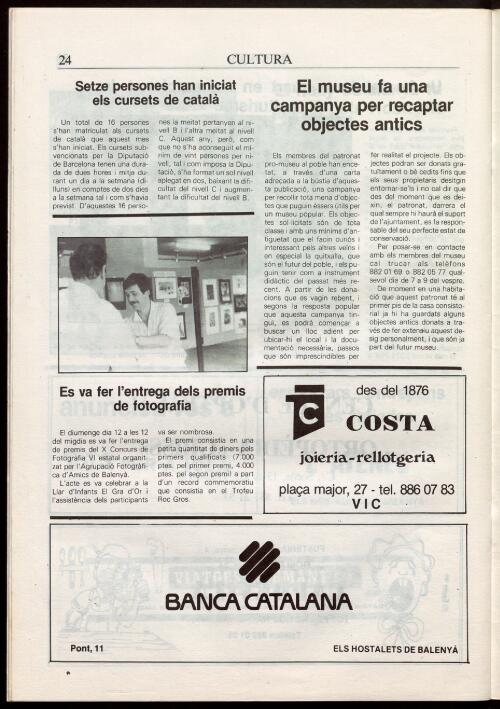 24
CULTURA
Setze persones han iniciat
els cursets de català
Un total de 16 persones
s'han matriculat als cursets
de català que aquest mes
s'han iniciat. Els cursets sub-
vencionats per la Diputació
de Barcelona tenen una dura-
da de dues hores i mitja du-
rant un dia a la setmana (di-
lluns) en comptes de dos dies
a la setmana tal i com s'havia
previst. D'aquestes 16 perso-
nes la meitat pertanyen al ni-
vell B i l'altra meitat al nivell
C. Aquest any, però, com
que no s'ha aconseguit el mí-
nim de vint persones per ni-
vell, tal i com imposa la Dipu-
tació, s'ha format un sol nivell
aplegat en dos, baixant la difi-
cultat del nivell C i augmen-
tant la dificultat del nivell B.
El museu fa una
campanya per recaptar
objectes antics
Els membres del patronat
pro-museu al poble han ence-
tat, a través d'una carta
adreçada a la bústia d'aques-
ta publicació, una campanya
per recollir tota mena d'objec-
tes que puguin ésser útils per
un museu popular. Els objec-
tes sol·licitats són de tota
classe i amb uns mínims d'an-
tiguetat que el facin curiós i
interessant pels altres veïns i
en especial la quitxalla, que
són el futur del poble, i els pu-
guin tenir com a instrument
didàctic del passat més re-
cent. A partir de les dona-
cions que es vagin rebent, i
segons la resposta popular
que aquesta campanya tin-
gui, es podrà començar a
buscar un lloc adient per
ubicar-hi el local i la docu-
mentació necessària, passos
que són imprescindibles per
fer realitat el projecte. Els ob-
jectes podran ser donats gra-
tuïtament o bé cedits fins que
els seus propietaris desitgin
entornar-se'ls i no cal dir que
des del moment que es dei-
xin, el patronat, darrera el
qual sempre hi haurà el suport
de l'ajuntament, es fa respon-
sable del seu perfecte estat de
conservació.
Per posar-se en contacte
amb els membres del museu
cal trucar als telèfons
882 01 69 o 882 05 77 qual-
sevol dia de 7 a 9 del vespre.
De moment en una habita-
ció que aquest patronat té al
primer pis de la casa consisto-
rial ja hi ha guardats alguns
objectes antics donats a tra-
vés de fer extensiu aquest de-
sig personalment, i que són ja
part del futur museu.
Es va fer l'entrega dels premis
de fotografia
El diumenge dia 12 a les 12
del migdia es va fer l'entrega
de premis del X Concurs de
Fotografia VI estatal organit-
zat per l'Agrupació Fotogràfi-
ca d'Amics de Balenyà.
L'acte es va celebrar a la
Llar d'Infants El Gra d'Or i
l'assistència dels participants
va ser nombrosa.
El premi consistia en una
petita quantitat de diners pels
primers qualificats (7.000
ptes. pel primer premi, 4.000
ptes. pel segon premi) a part
d'un record commemoratiu
que consistia en el Trofeu
Roc Gros.
des del 1876
TC COSTA
joieria-rellotgeria
plaça major, 27 - tel. 886 07 83
VIC
BANCA CATALANA
Pont, 11
ELS HOSTALETS DE BALENYÀ